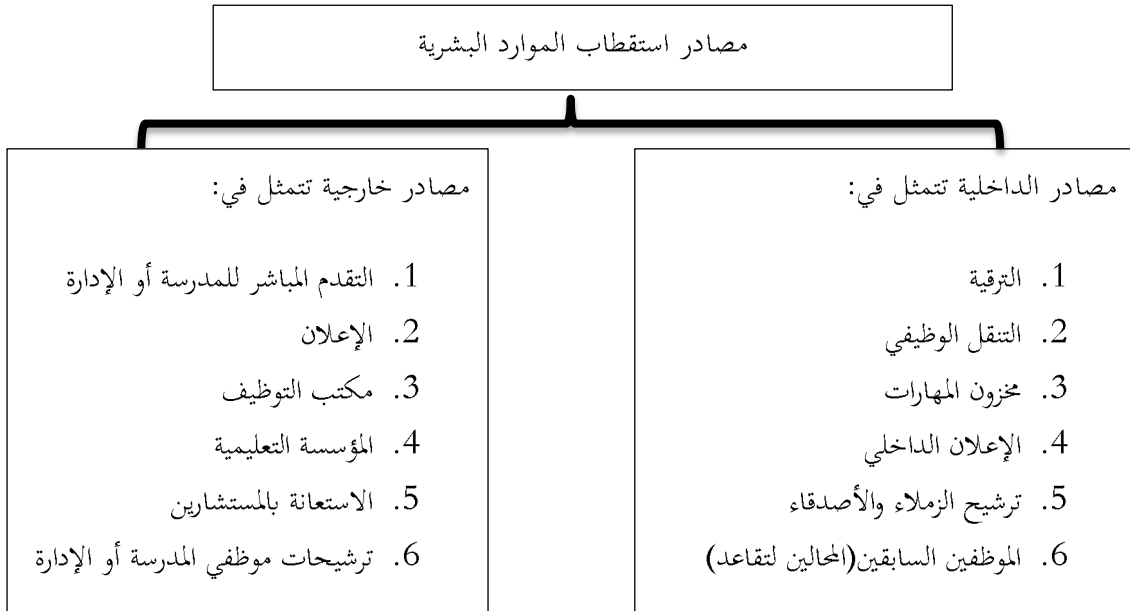 مصادر استقطاب الموارد البشرية
مصادر الداخلية تتمثل في:
1. الترقية
2. التنقل الوظيفي
3. مخزون المهارات
4. الإعلان الداخلي
5. ترشيح الزملاء والأصدقاء
6. الموظفين السابقين(المحالين لتقاعد)
مصادر خارجية تتمثل في:
1. التقدم المباشر للمدرسة أو الإدارة
2. الإعلان
3. مكتب التوظيف
4. المؤسسة التعليمية
5. الاستعانة بالمستشارين
6. ترشيحات موظفي المدرسة أو الإدارة